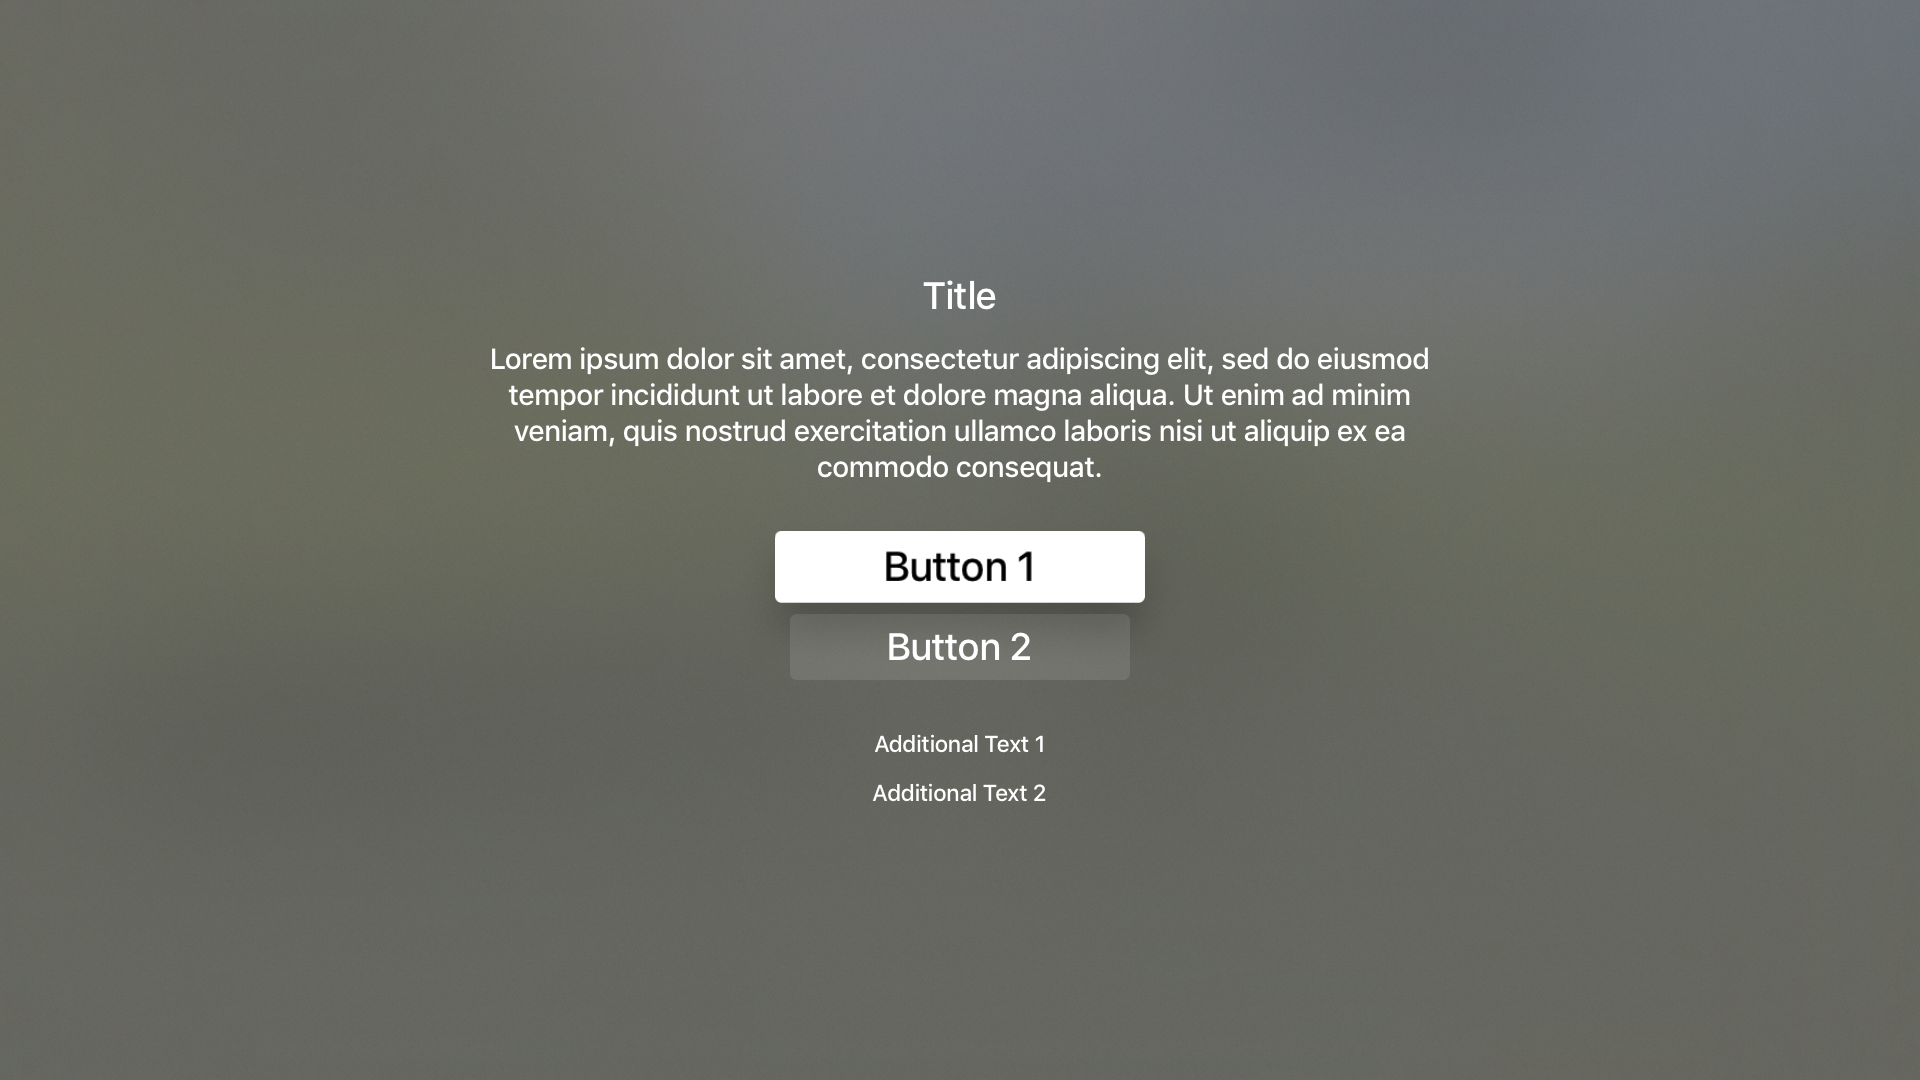 Title
Lorem ipsum dolor sit amet, consectetur adipiscing elit, sed do eiusmod
tempor incididunt ut labore et dolore magna aliqua. Ut enim ad minim
veniam, quis nostrud exercitation ullamco laboris nisi ut aliquip ex ea
commodo consequat.
Button 1
Button 2
Additional Text 1
Additional Text 2